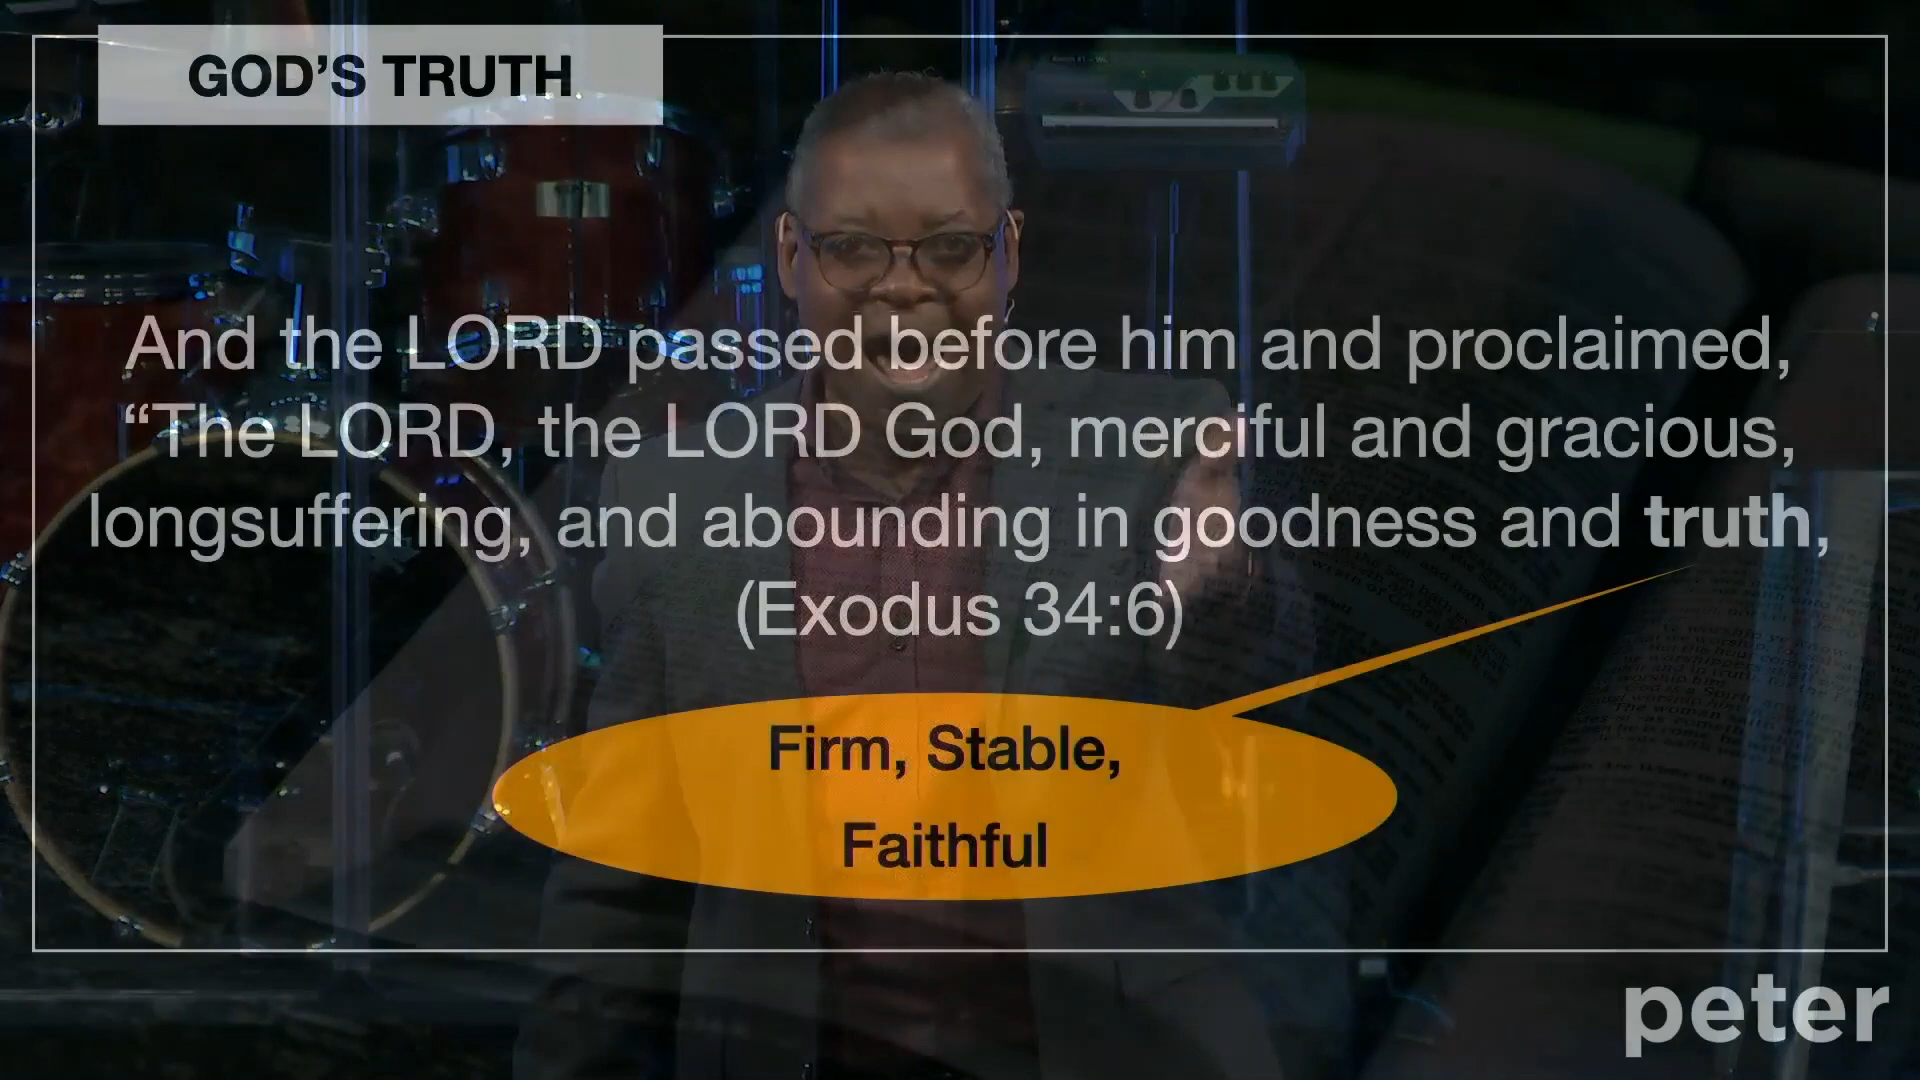 GOD’S TRUTH
And the LORD passed before him and proclaimed,
“The LORD, the LORD God, merciful and gracious,
longsuffering, and abounding in goodness and truth,
(Exodus 34:6)
Firm, Stable,
Faithful
peter